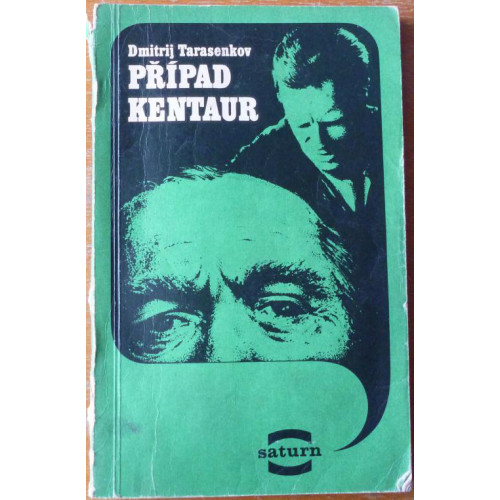 Dmitrij Tarasenkov
PŘÍPAD
KENTAUR
saturn